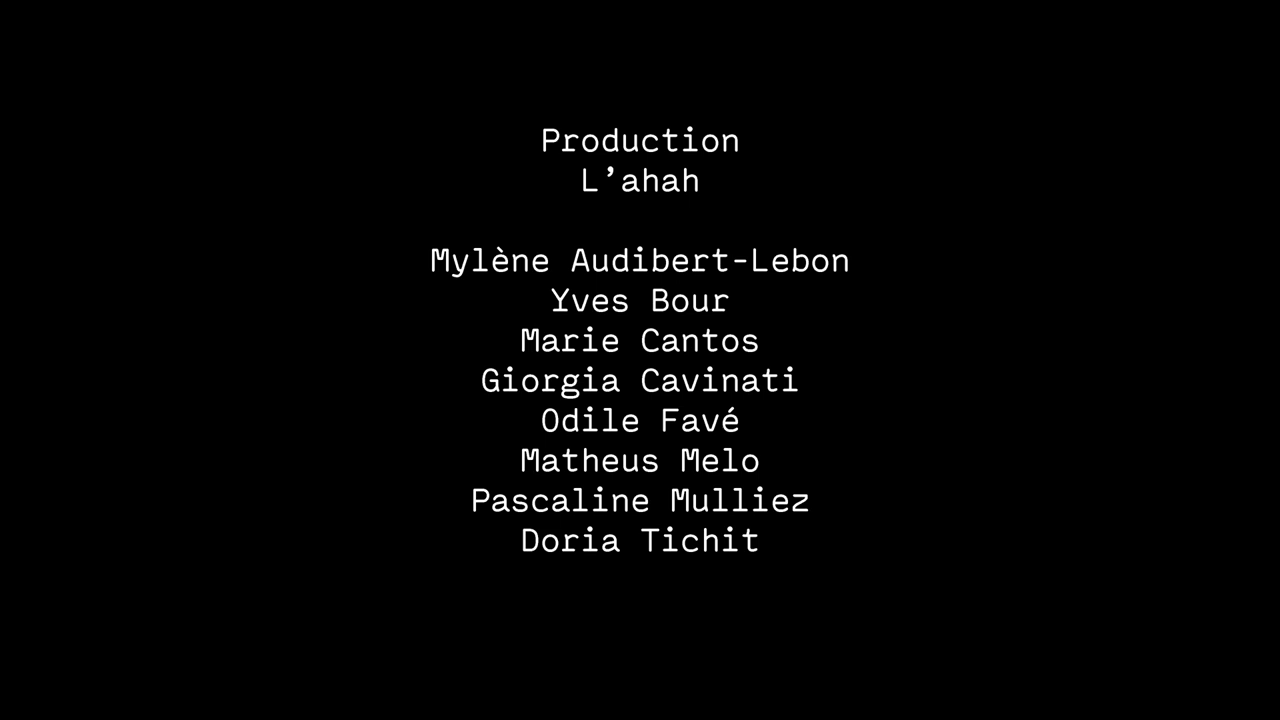 Production
L’ahah
Mylène Audibert-Lebon
Yves Bour
Marie Cantos
Giorgia Cavinati
Odile Favé
Matheus Melo
Pascaline Mulliez
Doria Tichit